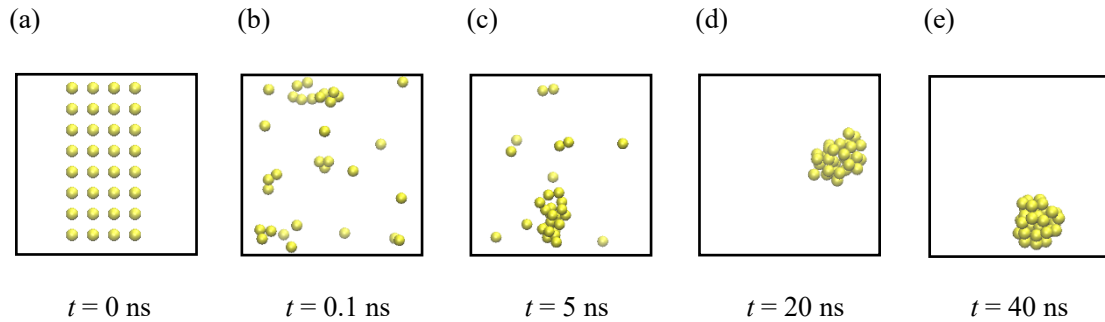 (a) (b) (c) (d) (e)
t = 0 ns t = 0.1 ns t = 5 ns t = 20 ns t = 40 ns